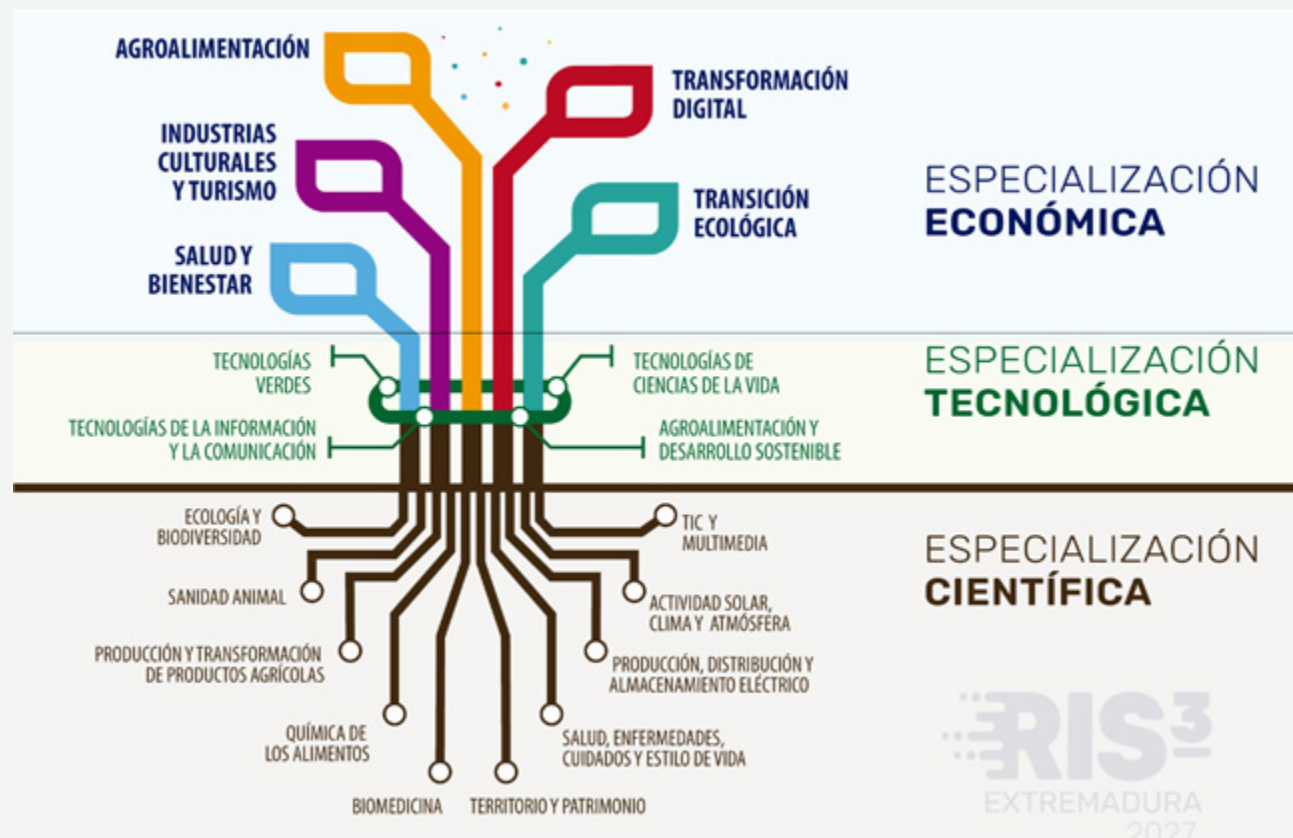 AGROALIMENTACIÓN
TRANSFORMACIÓN
DIGITAL
INDUSTRIAS
CULTURALES
Y TURISMO
TRANSICIÓN
ECOLÓGICA
SALUD Y
BIENESTAR
ESPECIALIZACIÓN
ECONÓMICA
TECNOLOGÍAS
VERDES
TECNOLOGÍAS DE
CIENCIAS DE LA VIDA
TECNOLOGÍAS DE LA INFORMACIÓN
Y LA COMUNICACIÓN
AGROALIMENTACIÓN Y
DESARROLLO SOSTENIBLE
ESPECIALIZACIÓN
TECNOLÓGICA
ECOLOGÍA Y
BIODIVERSIDAD
TIC Y
MULTIMEDIA
SANIDAD ANIMAL
ACTIVIDAD SOLAR,
CLIMA Y ATMÓSFERA
PRODUCCIÓN Y TRANSFORMACIÓN
DE PRODUCTOS AGRÍCOLAS
PRODUCCIÓN, DISTRIBUCIÓN Y
ALMACENAMIENTO ELÉCTRICO
QUÍMICA DE
LOS ALIMENTOS
SALUD, ENFERMEDADES,
CUIDADOS Y ESTILO DE VIDA
BIOMEDICINA
TERRITORIO Y PATRIMONIO
ESPECIALIZACIÓN
CIENTÍFICA
RIS3
EXTREMADURA
2027